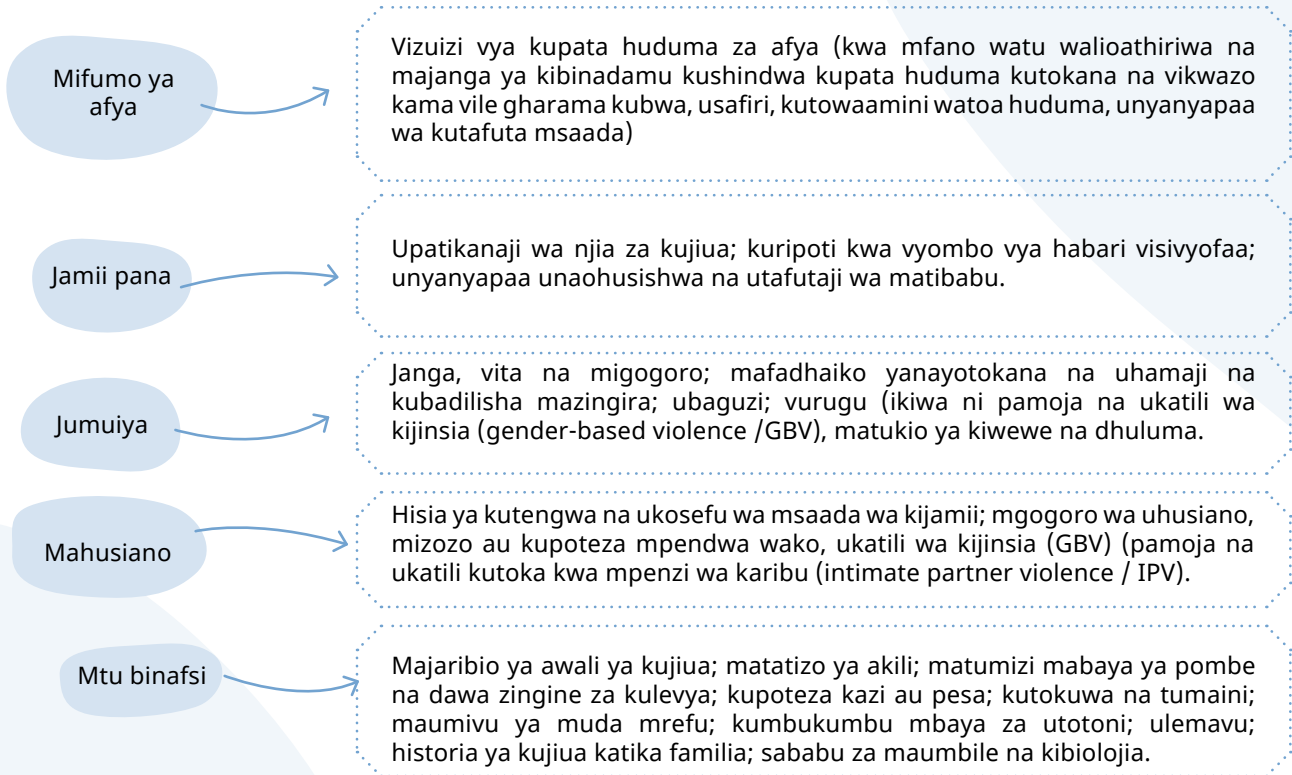 Mifumo ya
afya
Vizuizi vya kupata huduma za afya (kwa mfano watu walioathiriwa na
majanga ya kibinadamu kushindwa kupata huduma kutokana na vikwazo
kama vile gharama kubwa, usafiri, kutowaamini watoa huduma, unyanyapaa
wa kutafuta msaada)
Jamii pana
Upatikanaji wa njia za kujiua; kuripoti kwa vyombo vya habari visivyofaa;
unyanyapaa unaohusishwa na utafutaji wa matibabu.
Jumuiya
Janga, vita na migogoro; mafadhaiko yanayotokana na uhamaji na
kubadilisha mazingira; ubaguzi; vurugu (ikiwa ni pamoja na ukatili wa
kijinsia (gender-based violence /GBV), matukio ya kiwewe na dhuluma.
Mahusiano
Hisia ya kutengwa na ukosefu wa msaada wa kijamii; mgogoro wa uhusiano,
mizozo au kupoteza mpendwa wako, ukatili wa kijinsia (GBV) (pamoja na
ukatili kutoka kwa mpenzi wa karibu (intimate partner violence / IPV).
Mtu binafsi
Majaribio ya awali ya kujiua; matatizo ya akili; matumizi mabaya ya pombe
na dawa zingine za kulevya; kupoteza kazi au pesa; kutokuwa na tumaini;
maumivu ya muda mrefu; kumbukumbu mbaya za utotoni; ulemavu;
historia ya kujiua katika familia; sababu za maumbile na kibiolojia.